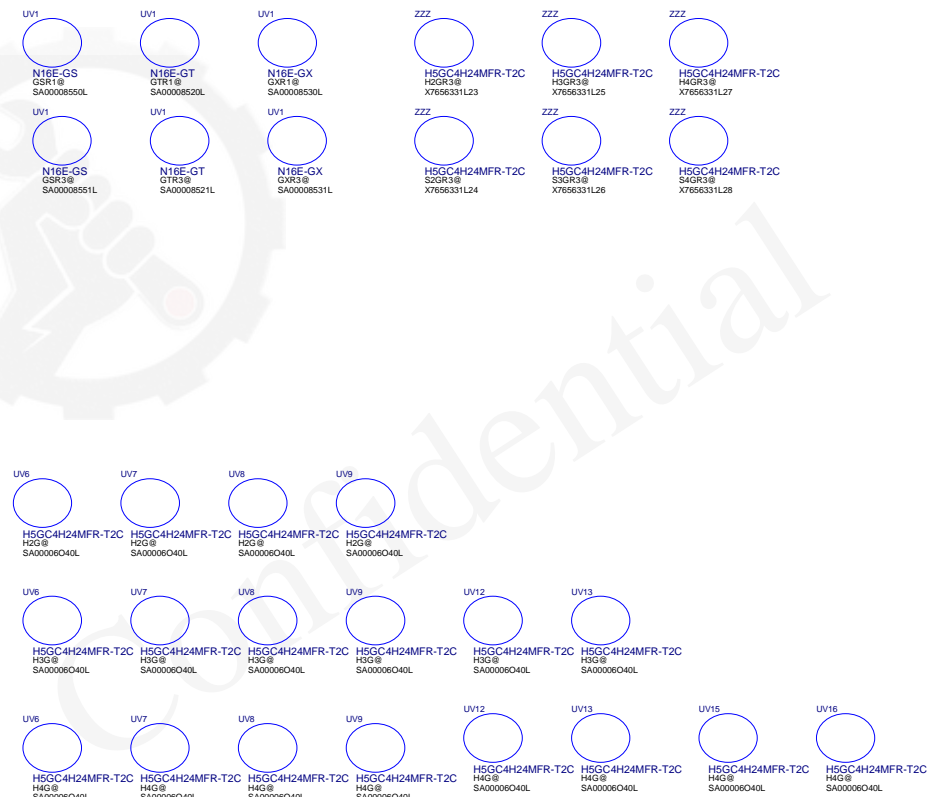 UV1 UV1 UV1 ZZZ ZZZ ZZZ
N16E-GS N16E-GT N16E-GX H5GC4H24MFR-T2C H5GC4H24MFR-T2C H5GC4H24MFR-T2C
GSR1@ GTR1@ GXR1@ H2GR3@ H3GR3@ H4GR3@
SA00008550L SA00008520L SA00008530L X7656331L23 X7656331L25 X7656331L27
UV1 UV1 UV1 ZZZ ZZZ ZZZ
N16E-GS N16E-GT N16E-GX H5GC4H24MFR-T2C H5GC4H24MFR-T2C H5GC4H24MFR-T2C
GSR3@ GTR3@ GXR3@ S2GR3@ S3GR3@ S4GR3@
SA00008551L SA00008521L SA00008531L X7656331L24 X7656331L26 X7656331L28
Confidential
UV6 UV7 UV8 UV9
H5GC4H24MFR-T2C H5GC4H24MFR-T2C H5GC4H24MFR-T2C H5GC4H24MFR-T2C
H2G@ H2G@ H2G@ H2G@
SA00006O40L SA00006O40L SA00006O40L SA00006O40L
UV6 UV7 UV8 UV9 UV12 UV13
H5GC4H24MFR-T2C H5GC4H24MFR-T2C H5GC4H24MFR-T2C H5GC4H24MFR-T2C H5GC4H24MFR-T2C H5GC4H24MFR-T2C
H3G@ H3G@ H3G@ H3G@ H3G@ H3G@
SA00006O40L SA00006O40L SA00006O40L SA00006O40L SA00006O40L SA00006O40L
UV6 UV7 UV8 UV9 UV12 UV13 UV15 UV16
H5GC4H24MFR-T2C H5GC4H24MFR-T2C H5GC4H24MFR-T2C H5GC4H24MFR-T2C H5GC4H24MFR-T2C H5GC4H24MFR-T2C H5GC4H24MFR-T2C H5GC4H24MFR-T2C
H4G@ H4G@ H4G@ H4G@ H4G@ H4G@ H4G@ H4G@
SA00006O40L SA00006O40L SA00006O40L SA00006O40L SA00006O40L SA00006O40L SA00006O40L SA00006O40L